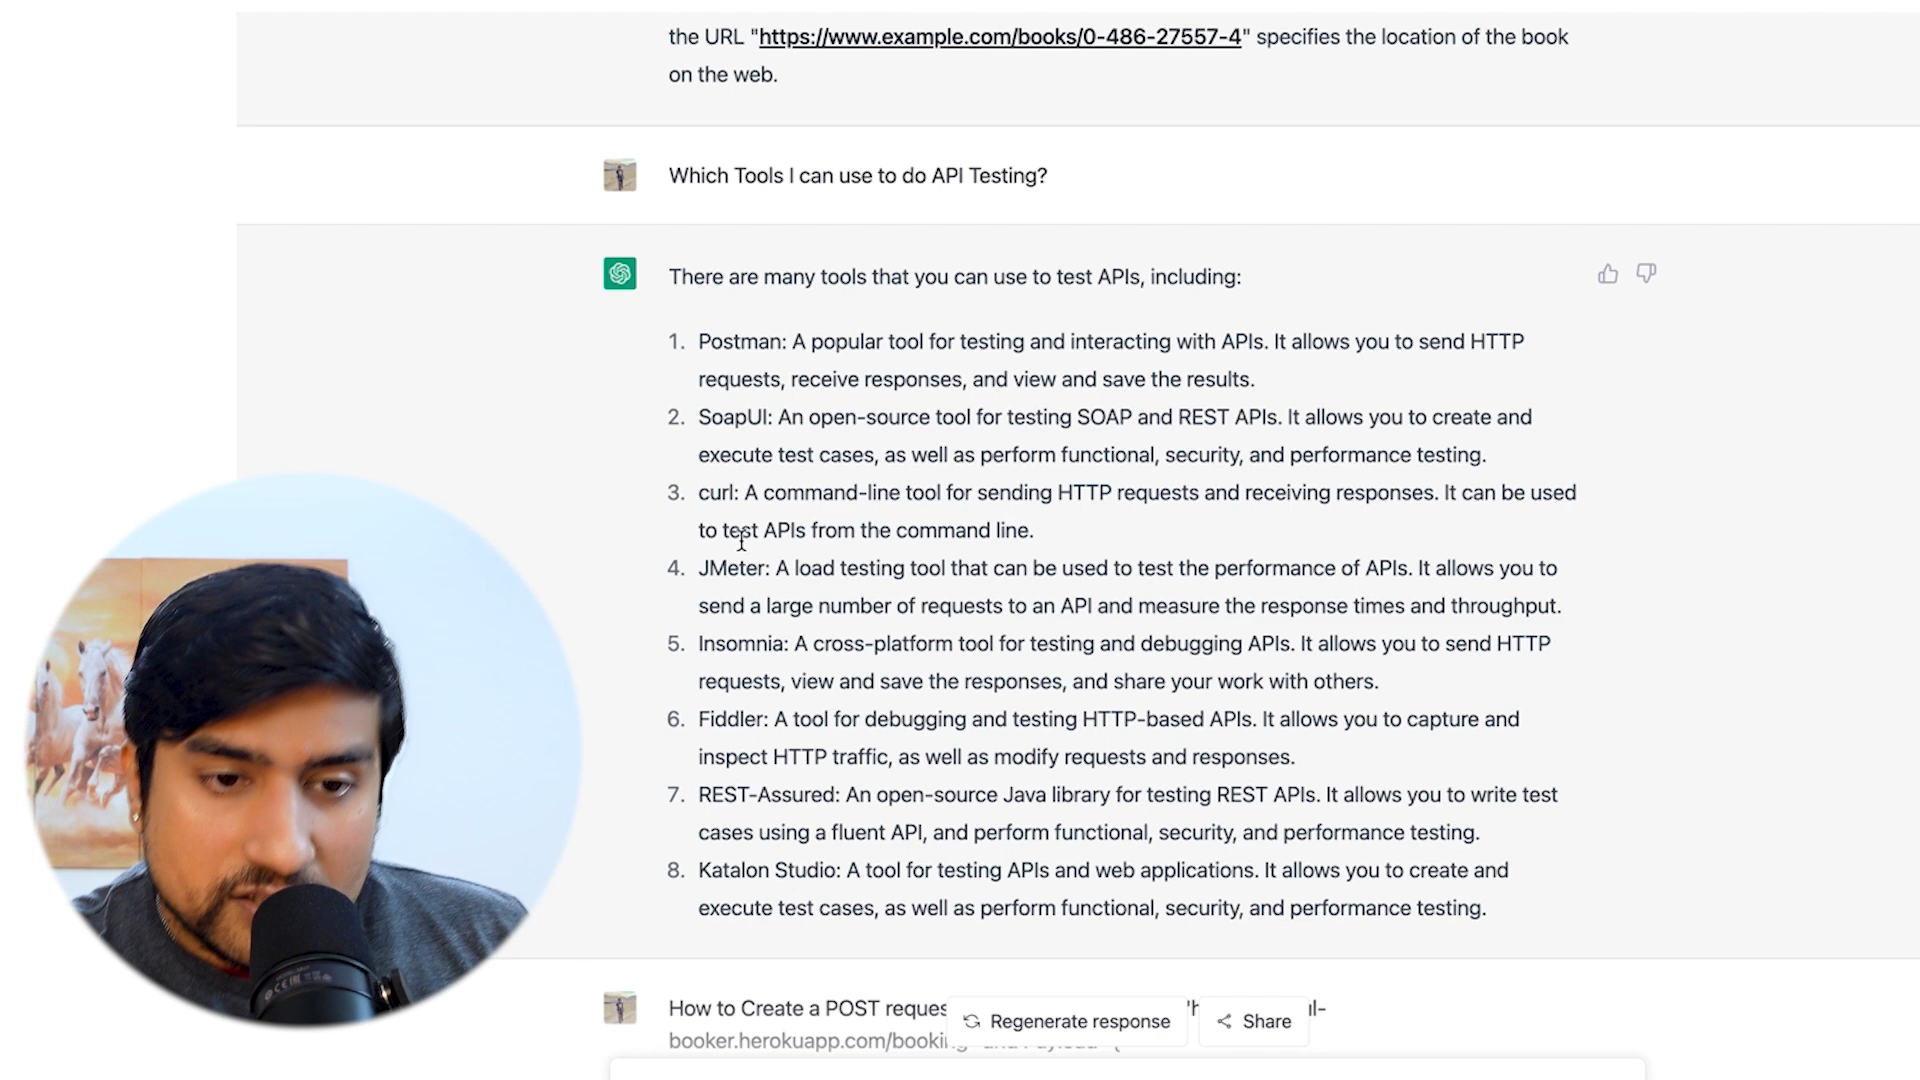 the URL "https://www.example.com/books/0-486-27557-4" specifies the location of the book
on the web.
Which Tools I can use to do API Testing?
There are many tools that you can use to test APIs, including:
1. Postman: A popular tool for testing and interacting with APIs. It allows you to send HTTP
requests, receive responses, and view and save the results.
2. SoapUI: An open-source tool for testing SOAP and REST APIs. It allows you to create and
execute test cases, as well as perform functional, security, and performance testing.
3. curl: A command-line tool for sending HTTP requests and receiving responses. It can be used
to test APIs from the command line.
4. JMeter: A load testing tool that can be used to test the performance of APIs. It allows you to
send a large number of requests to an API and measure the response times and throughput.
5. Insomnia: A cross-platform tool for testing and debugging APIs. It allows you to send HTTP
requests, view and save the responses, and share your work with others.
6. Fiddler: A tool for debugging and testing HTTP-based APIs. It allows you to capture and
inspect HTTP traffic, as well as modify requests and responses.
7. REST-Assured: An open-source Java library for testing REST APIs. It allows you to write test
cases using a fluent API, and perform functional, security, and performance testing.
8. Katalon Studio: A tool for testing APIs and web applications. It allows you to create and
execute test cases, as well as perform functional, security, and performance testing.
How to Create a POST reques
Regenerate response
Share
booker.herokuapp.com/bookin